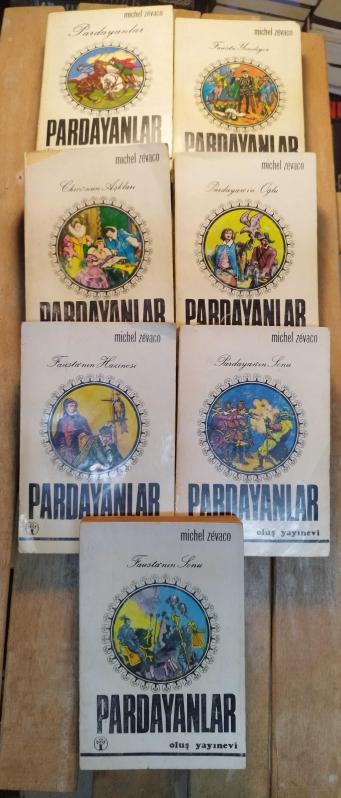 michel zévaco
Pardayanlar
PARDAYANLAR
michel zévaco
Fausta Yeniliyor
PARDAYANLAR
michel zévaco
Chico'nun Aşkları
PARDAYANLAR
michel zévaco
Pardayan'ın Oğlu
PARDAYANLAR
michel zévaco
Fausta'nın Hazinesi
PARDAYANLAR
michel zévaco
Pardayan'ın Sonu
PARDAYANLAR
oluş yayınevi
michel zévaco
Fausta'nın Sonu
PARDAYANLAR
oluş yayınevi